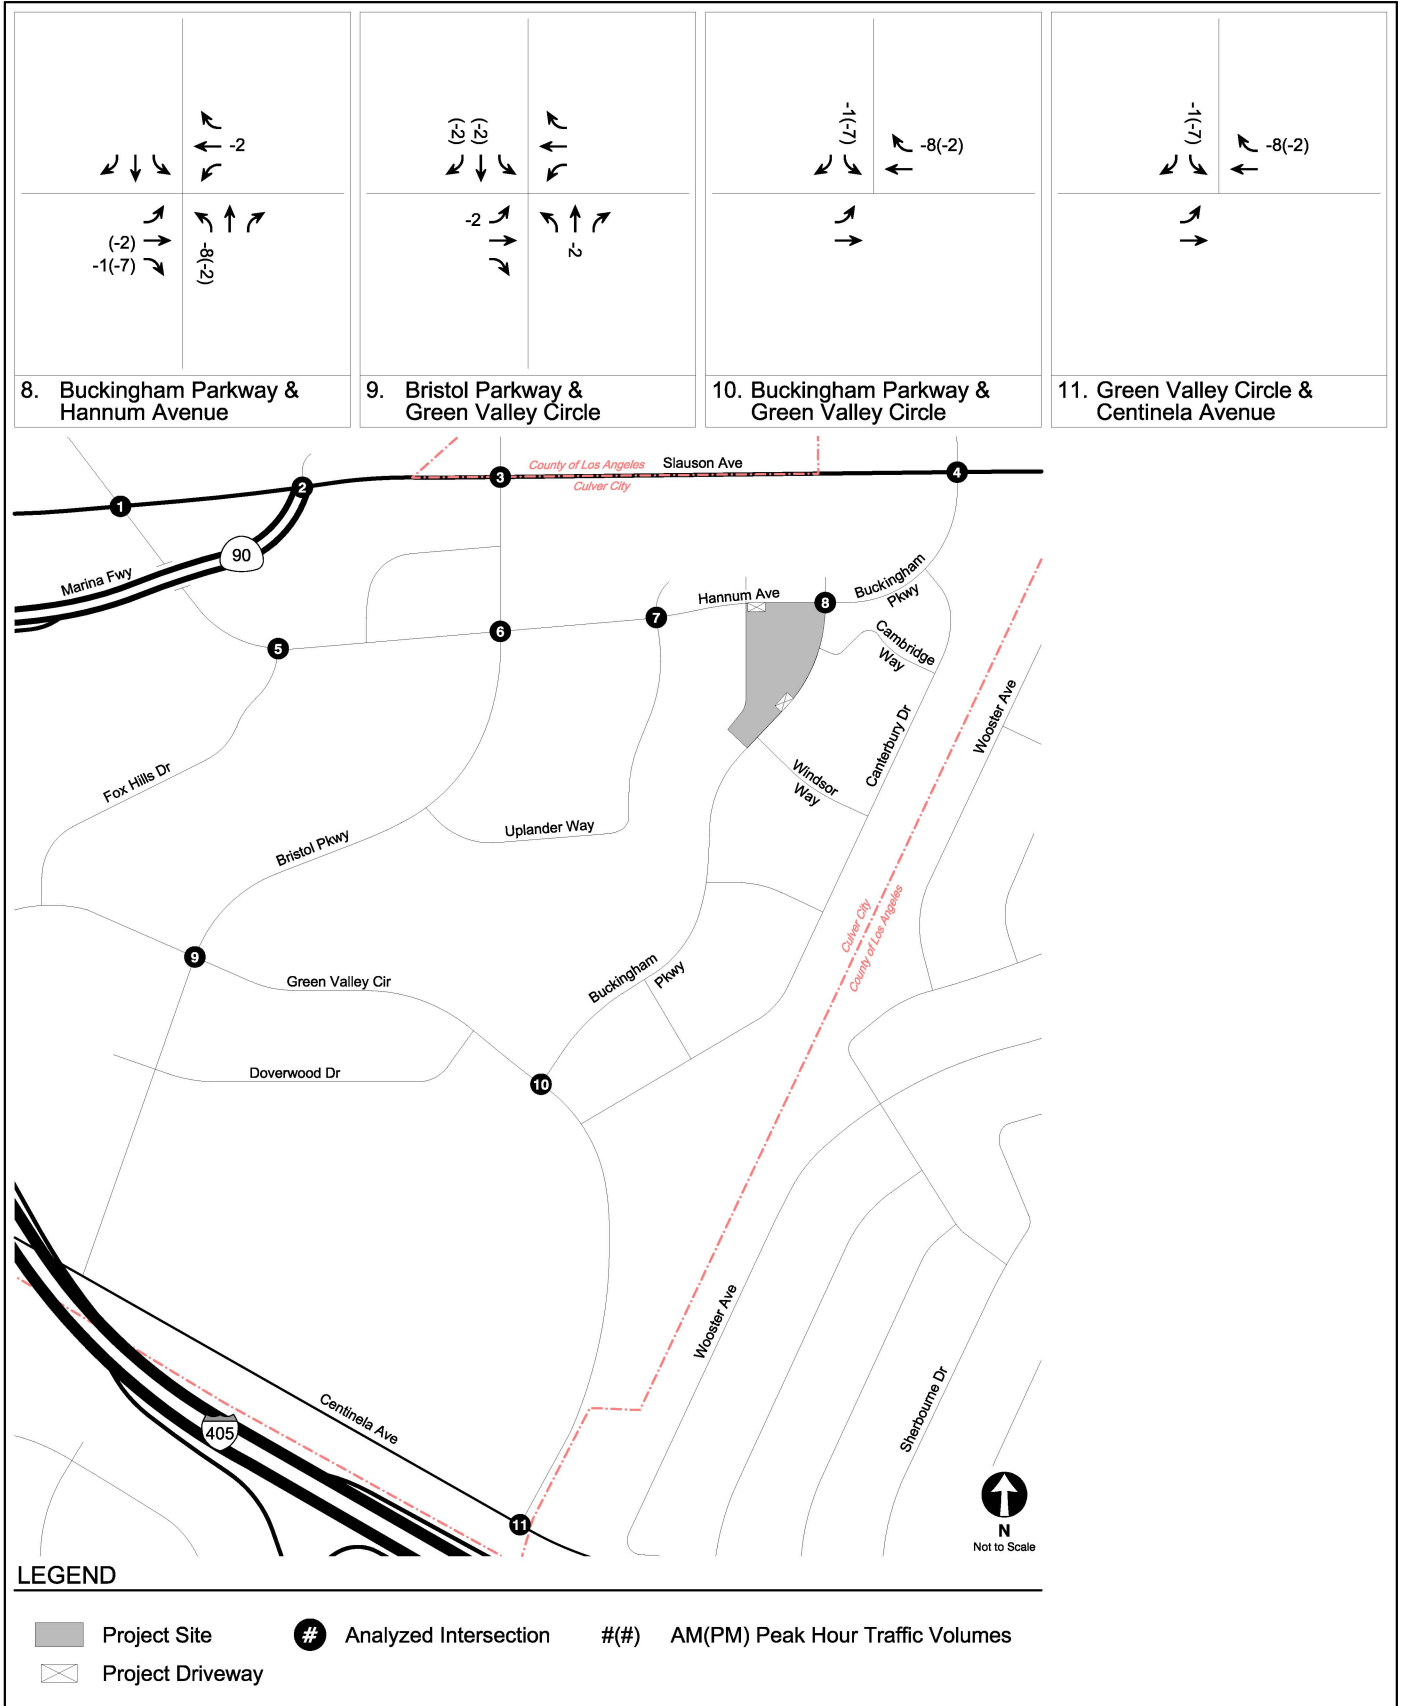 -2
(-2)
-1(-7)
-8(-2)
8. Buckingham Parkway &
Hannum Avenue
(-2)
(-2)
-2
-2
9. Bristol Parkway &
Green Valley Circle
-1(-7)
-8(-2)
10. Buckingham Parkway &
Green Valley Circle
-1(-7)
-8(-2)
11. Green Valley Circle &
Centinela Avenue
County of Los Angeles
Slauson Ave
Culver City
1
2
3
4
90
Marina Fwy
Hannum Ave
Buckingham
Pkwy
5
6
7
8
Cambridge
Way
Wooster Ave
Canterbury Dr
Windsor
Way
Fox Hills Dr
Bristol Pkwy
Uplander Way
Culver City
County of Los Angeles
9
Green Valley Cir
Buckingham
Pkwy
Doverwood Dr
10
Wooster Ave
Sherbourne Dr
Centinela Ave
405
11
N
Not to Scale
LEGEND
Project Site
# Analyzed Intersection
#(#) AM(PM) Peak Hour Traffic Volumes
Project Driveway